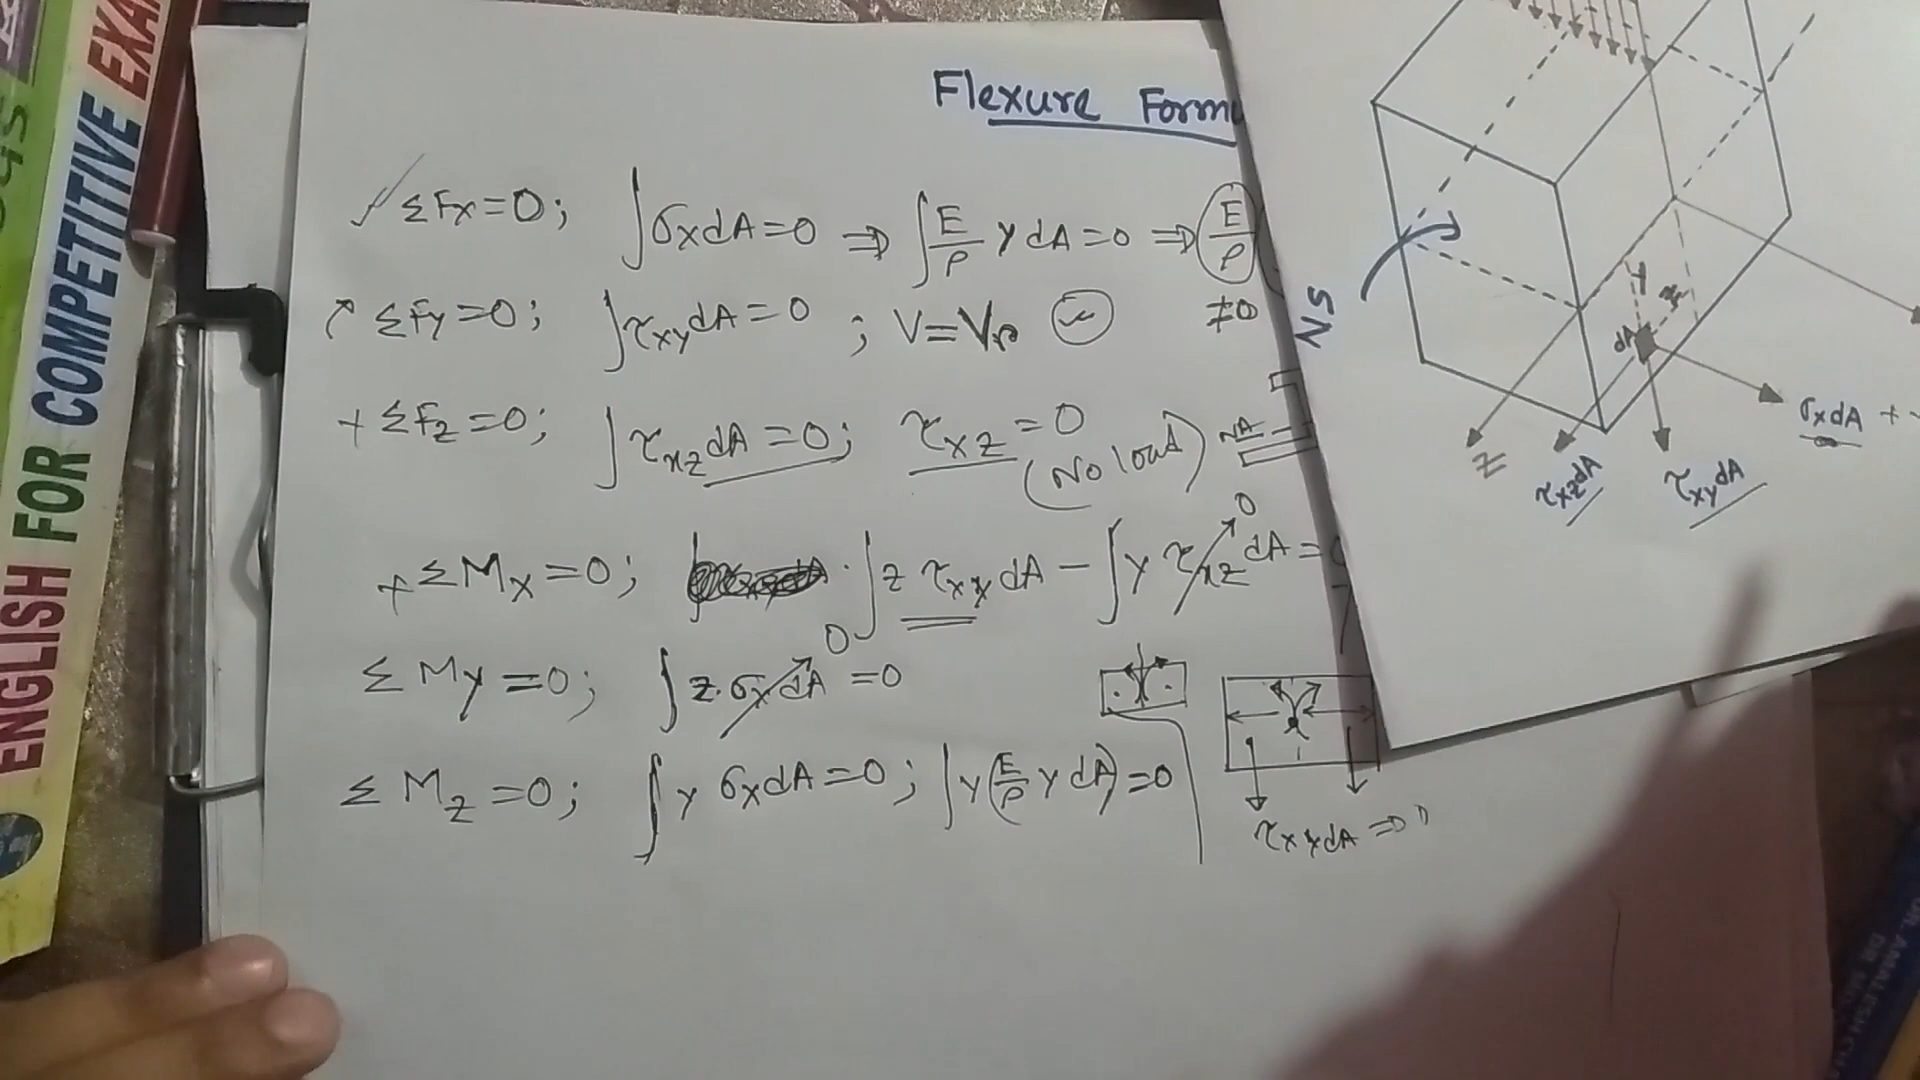 Flexure Form
ΣFx=0; ∫σxdA=0 ⇒ ∫E/ρ y dA=0 ⇒ E/ρ
≠0
ΣFy=0; ∫τxydA=0 ; V=Vr
+ ΣFz=0; ∫τxzdA=0; τxz=0
(No load)
NA
+ ΣMx=0; ∫z τxy dA - ∫y τxz dA = 0
0
ΣMy=0; ∫z.σxdA=0
0
ΣMz=0; ∫y σxdA=0; ∫y(E/ρ y dA)=0
τxydA ⇒
NS
y
z
dA
z
τxzdA
τxydA
σxdA +
ENGLISH FOR COMPETITIVE EXA